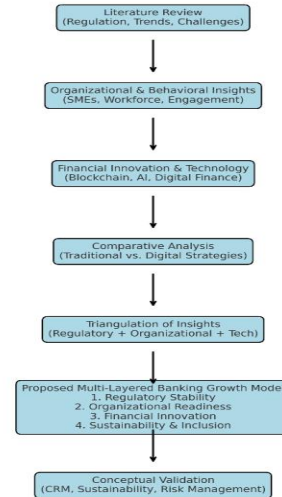 Literature Review
(Regulation, Trends, Challenges)
Organizational & Behavioral Insights
(SMEs, Workforce, Engagement)
Financial Innovation & Technology
(Blockchain, AI, Digital Finance)
Comparative Analysis
(Traditional vs. Digital Strategies)
Triangulation of Insights
(Regulatory + Organizational + Tech)
Proposed Multi-Layered Banking Growth Mode
1. Regulatory Stability
2. Organizational Readiness
3. Financial Innovation
4. Sustainability & Inclusion
Conceptual Validation
(CRM, Sustainability, Risk Management)